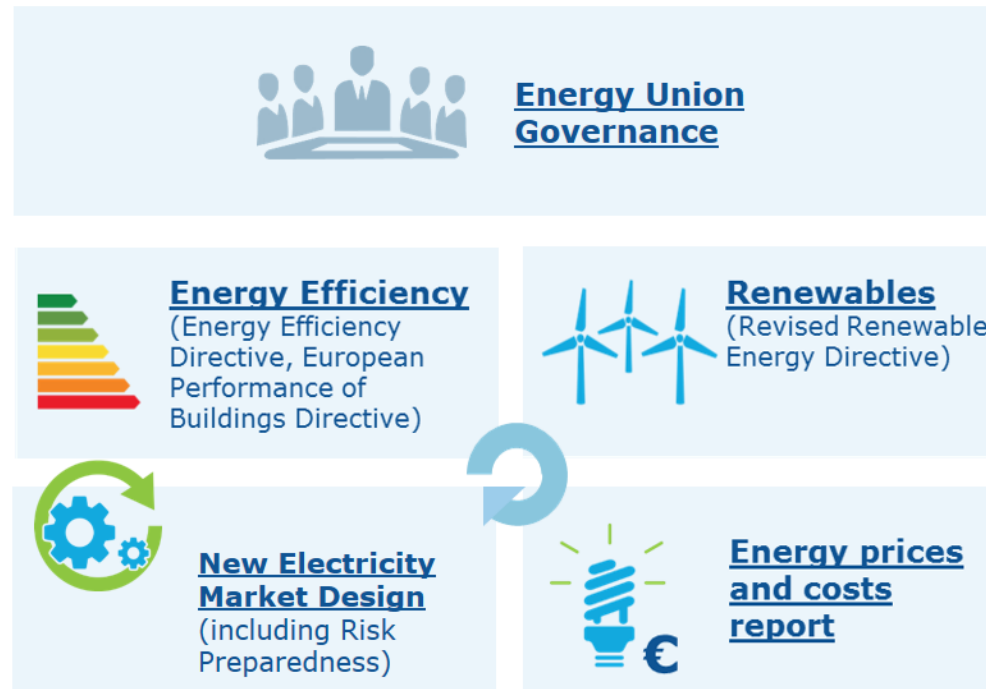 Energy Union
Governance
Energy Efficiency
(Energy Efficiency
Directive, European
Performance of
Buildings Directive)
Renewables
(Revised Renewable
Energy Directive)
New Electricity
Market Design
(including Risk
Preparedness)
Energy prices
and costs
report
€